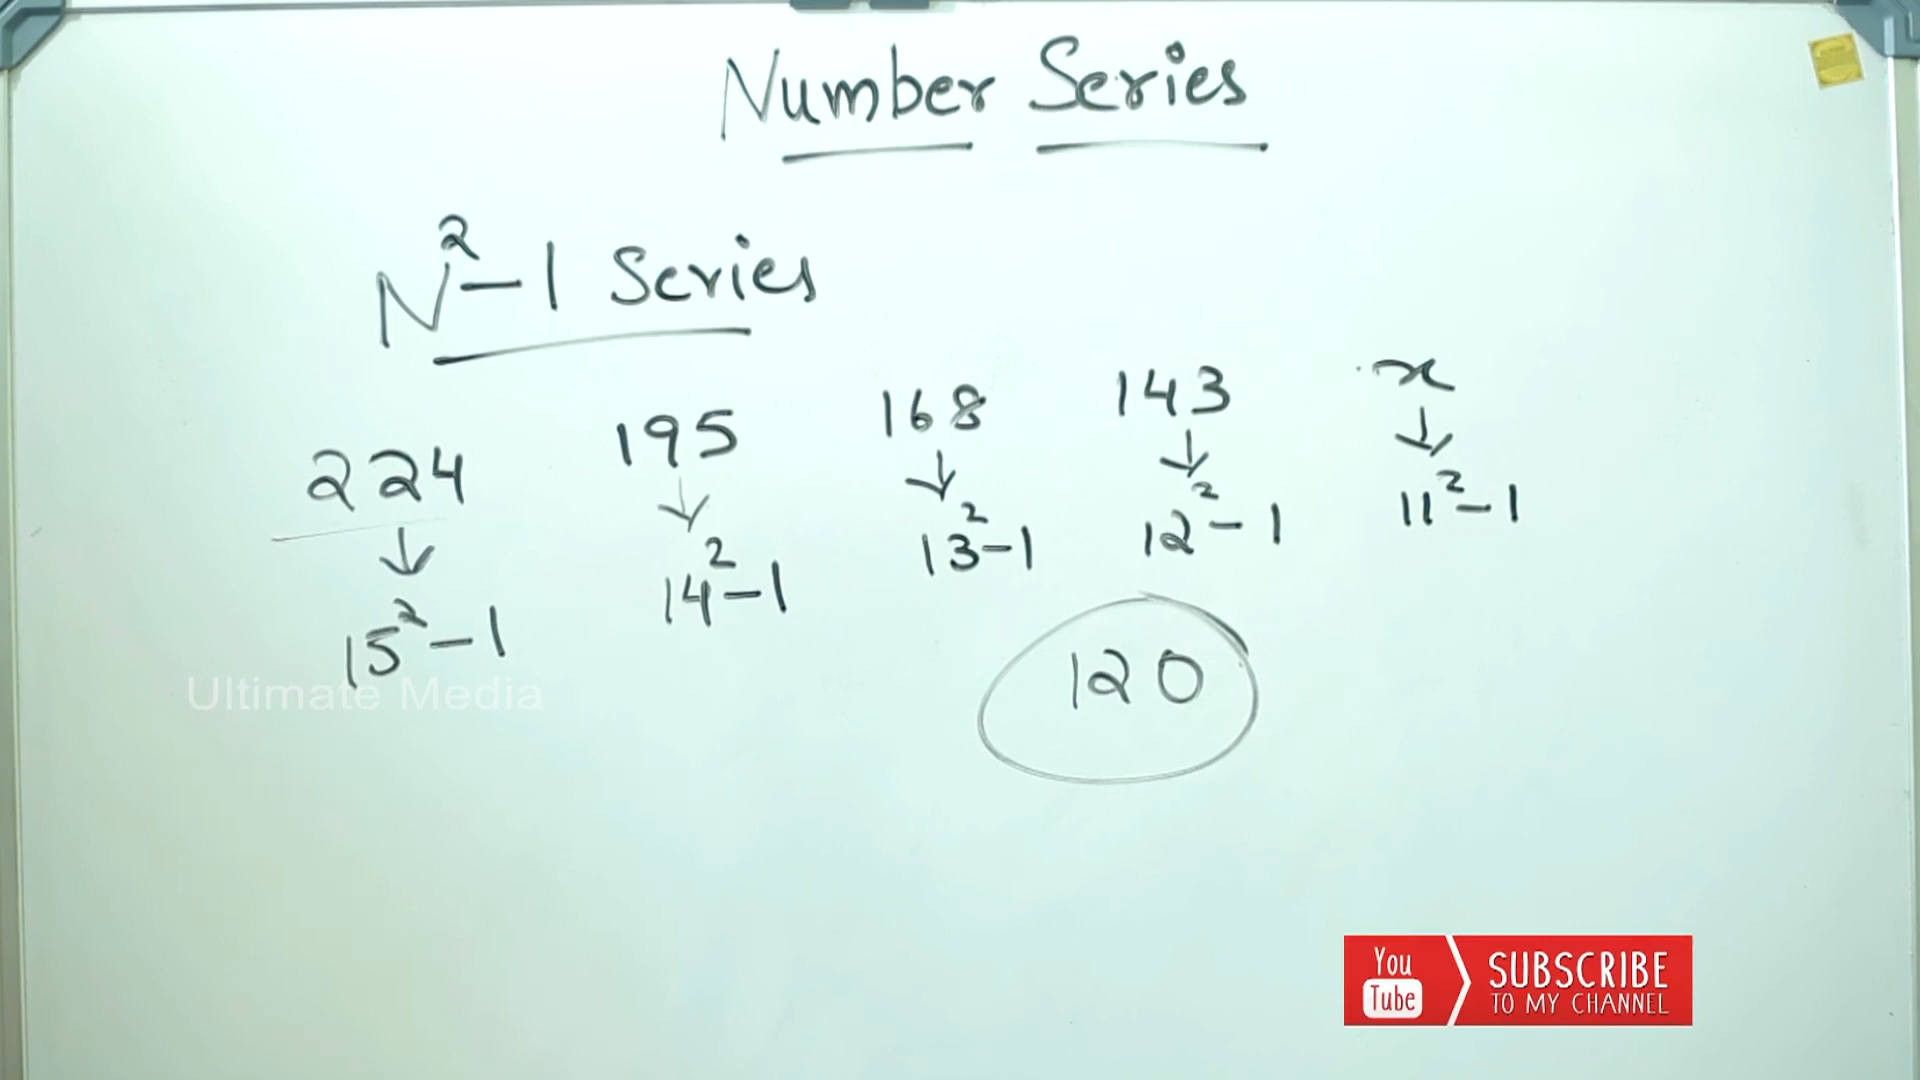 Number Series
N²-1 Series
224 195 168 143 x
↓ ↓ ↓ ↓ ↓
15²-1 14²-1 13²-1 12²-1 11²-1
120
Ultimate Media
You Tube
SUBSCRIBE
TO MY CHANNEL